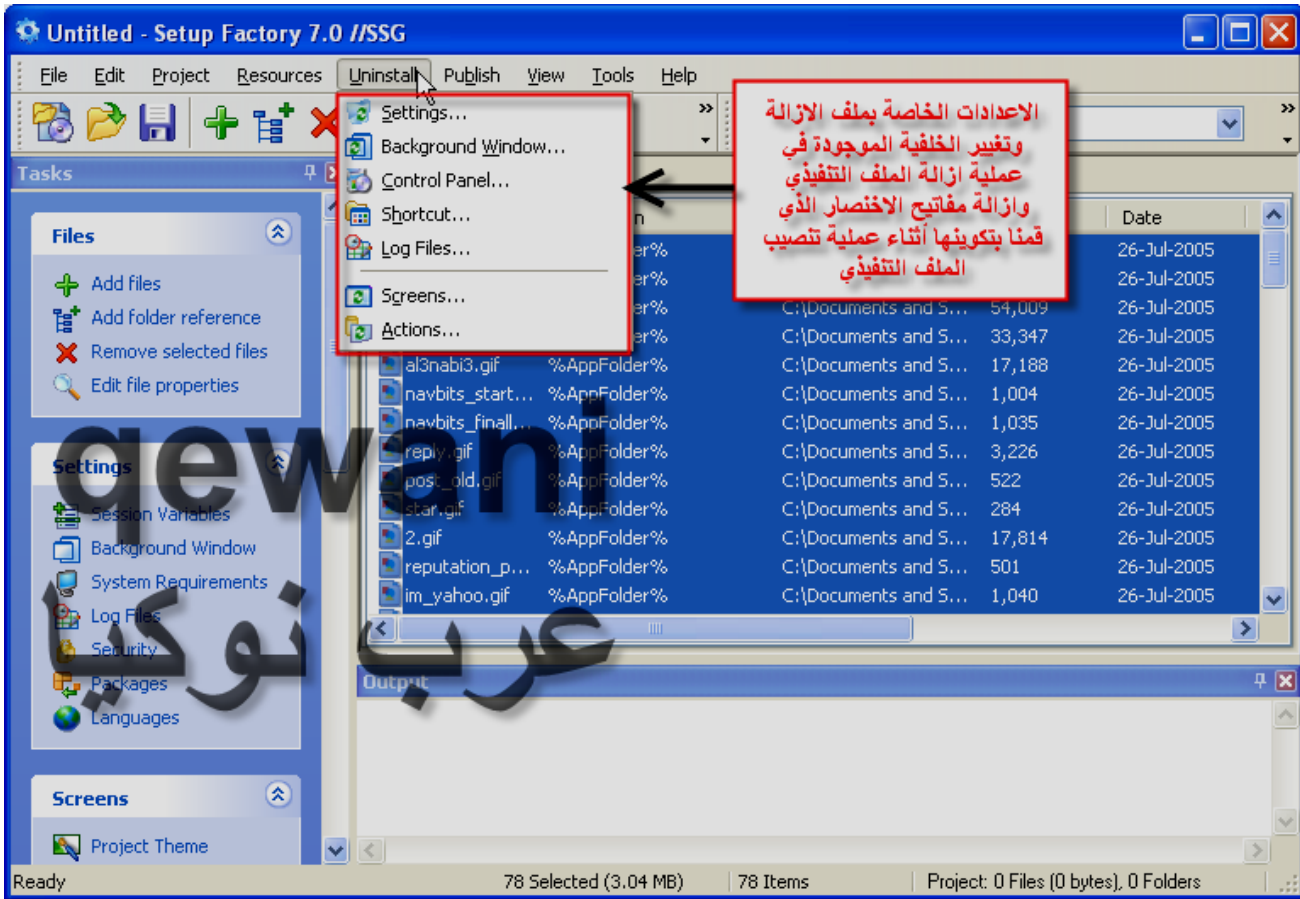 Untitled - Setup Factory 7.0 //SSG
File Edit Project Resources Uninstall Publish View Tools Help
Settings...
Background Window...
Control Panel...
Shortcut...
Log Files...
Screens...
Actions...
الاعدادات الخاصة بملف الازالة
وتغيير الخلفية الموجودة في
عملية ازالة الملف التنفيذي
وازالة مفاتيح الاختصار الذي
قمنا بتكوينها أثناء عملية تنصيب
الملف التنفيذي
Tasks
Files
Add files
Add folder reference
Remove selected files
Edit file properties
Settings
Session Variables
Background Window
System Requirements
Log Files
Security
Packages
Languages
Screens
Project Theme
Date
26-Jul-2005
26-Jul-2005
C:\Documents and S... 54,009 26-Jul-2005
C:\Documents and S... 33,347 26-Jul-2005
al3nabi3.gif %AppFolder% C:\Documents and S... 17,188 26-Jul-2005
navbits_start... %AppFolder% C:\Documents and S... 1,004 26-Jul-2005
navbits_finall... %AppFolder% C:\Documents and S... 1,035 26-Jul-2005
reply.gif %AppFolder% C:\Documents and S... 3,226 26-Jul-2005
post_old.gif %AppFolder% C:\Documents and S... 522 26-Jul-2005
star.gif %AppFolder% C:\Documents and S... 284 26-Jul-2005
2.gif %AppFolder% C:\Documents and S... 17,814 26-Jul-2005
reputation_p... %AppFolder% C:\Documents and S... 501 26-Jul-2005
im_yahoo.gif %AppFolder% C:\Documents and S... 1,040 26-Jul-2005
qewani
عرب نوكيا
Output
Ready 78 Selected (3.04 MB) 78 Items Project: 0 Files (0 bytes), 0 Folders